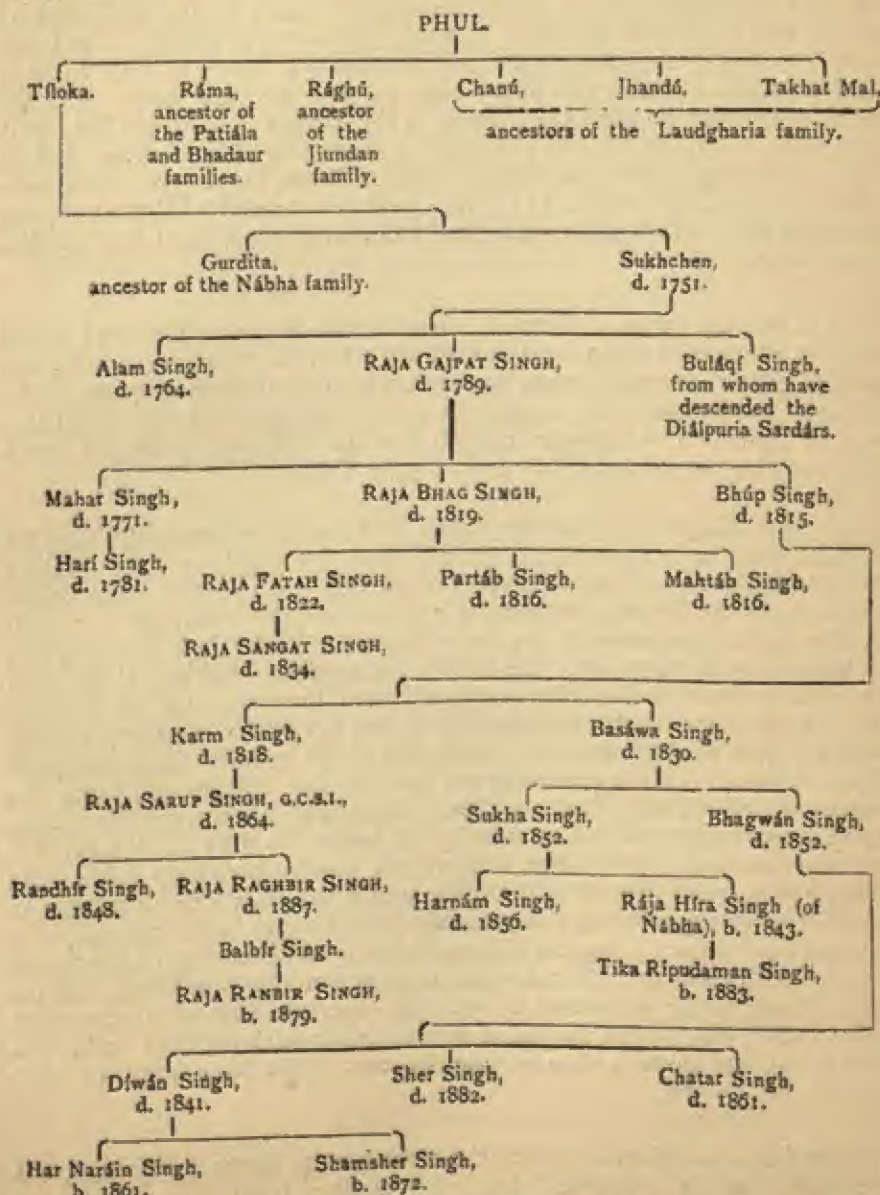 PHUL.
Tíloka.
Ráma,
ancestor of
the Patiála
and Bhadaur
families.
Rághú,
ancestor
of the
Jiundan
family.
Chanú,
Jhandú,
Takhat Mal,
ancestors of the Laudgharia family.
Gurdita,
ancestor of the Nábha family.
Sukhchen,
d. 1751.
Alam Singh,
d. 1764.
RAJA GAJPAT SINGH,
d. 1789.
Buláqí Singh,
from whom have
descended the
Diálpuria Sardárs.
Mahar Singh,
d. 1771.
RAJA BHAG SINGH,
d. 1819.
Bhúp Singh,
d. 1815.
Harí Singh,
d. 1781.
RAJA FATAH SINGH,
d. 1822.
Partáb Singh,
d. 1816.
Mahtáb Singh,
d. 1816.
RAJA SANGAT SINGH,
d. 1834.
Karm Singh,
d. 1818.
Basáwa Singh,
d. 1830.
RAJA SARUP SINGH, G.C.S.I.,
d. 1864.
Sukha Singh,
d. 1852.
Bhagwán Singh,
d. 1852.
Randhír Singh,
d. 1848.
RAJA RAGHBIR SINGH,
d. 1887.
Harnám Singh,
d. 1856.
Rája Híra Singh (of
Nábha), b. 1843.
Balbír Singh.
Tika Ripudaman Singh,
b. 1883.
RAJA RANBIR SINGH,
b. 1879.
Díwán Singh,
d. 1841.
Sher Singh,
d. 1882.
Chatar Singh,
d. 1861.
Har Naráin Singh,
b. 1861.
Shamsher Singh,
b. 1872.